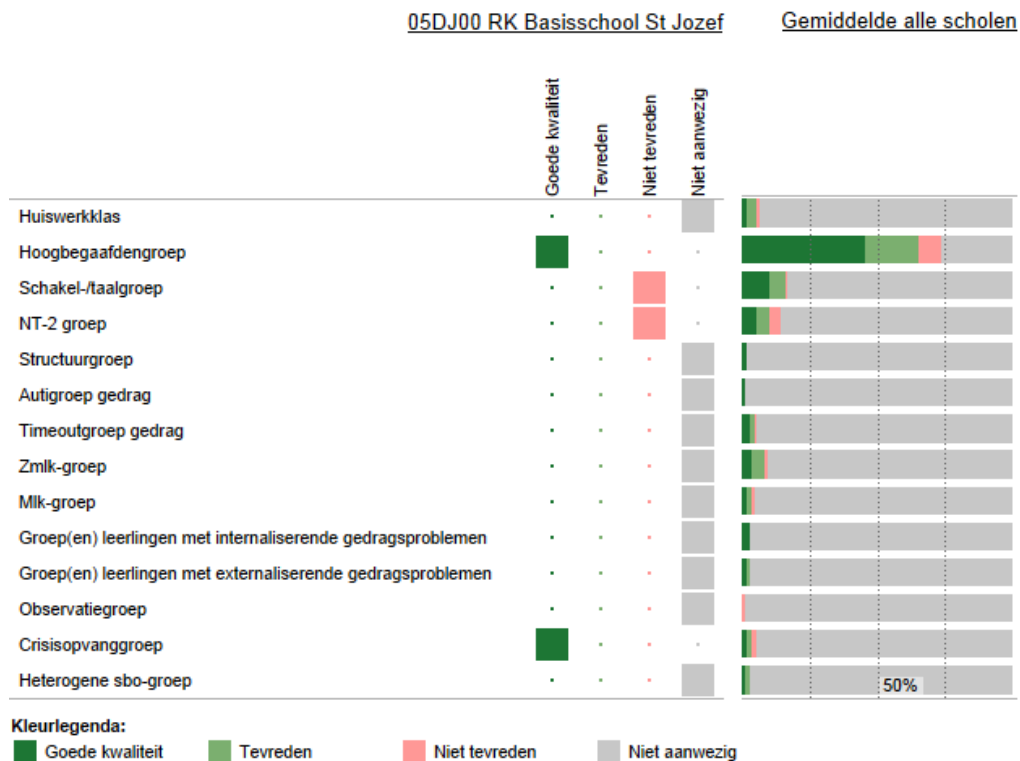 05DJ00 RK Basisschool St Jozef
Gemiddelde alle scholen
Goede kwaliteit
Tevreden
Niet tevreden
Niet aanwezig
Huiswerkklas
Hoogbegaafdengroep
Schakel-/taalgroep
NT-2 groep
Structuurgroep
Autigroep gedrag
Timeoutgroep gedrag
Zmlk-groep
Mlk-groep
Groep(en) leerlingen met internaliserende gedragsproblemen
Groep(en) leerlingen met externaliserende gedragsproblemen
Observatiegroep
Crisisopvanggroep
Heterogene sbo-groep
50%
Kleurlegenda:
Goede kwaliteit
Tevreden
Niet tevreden
Niet aanwezig